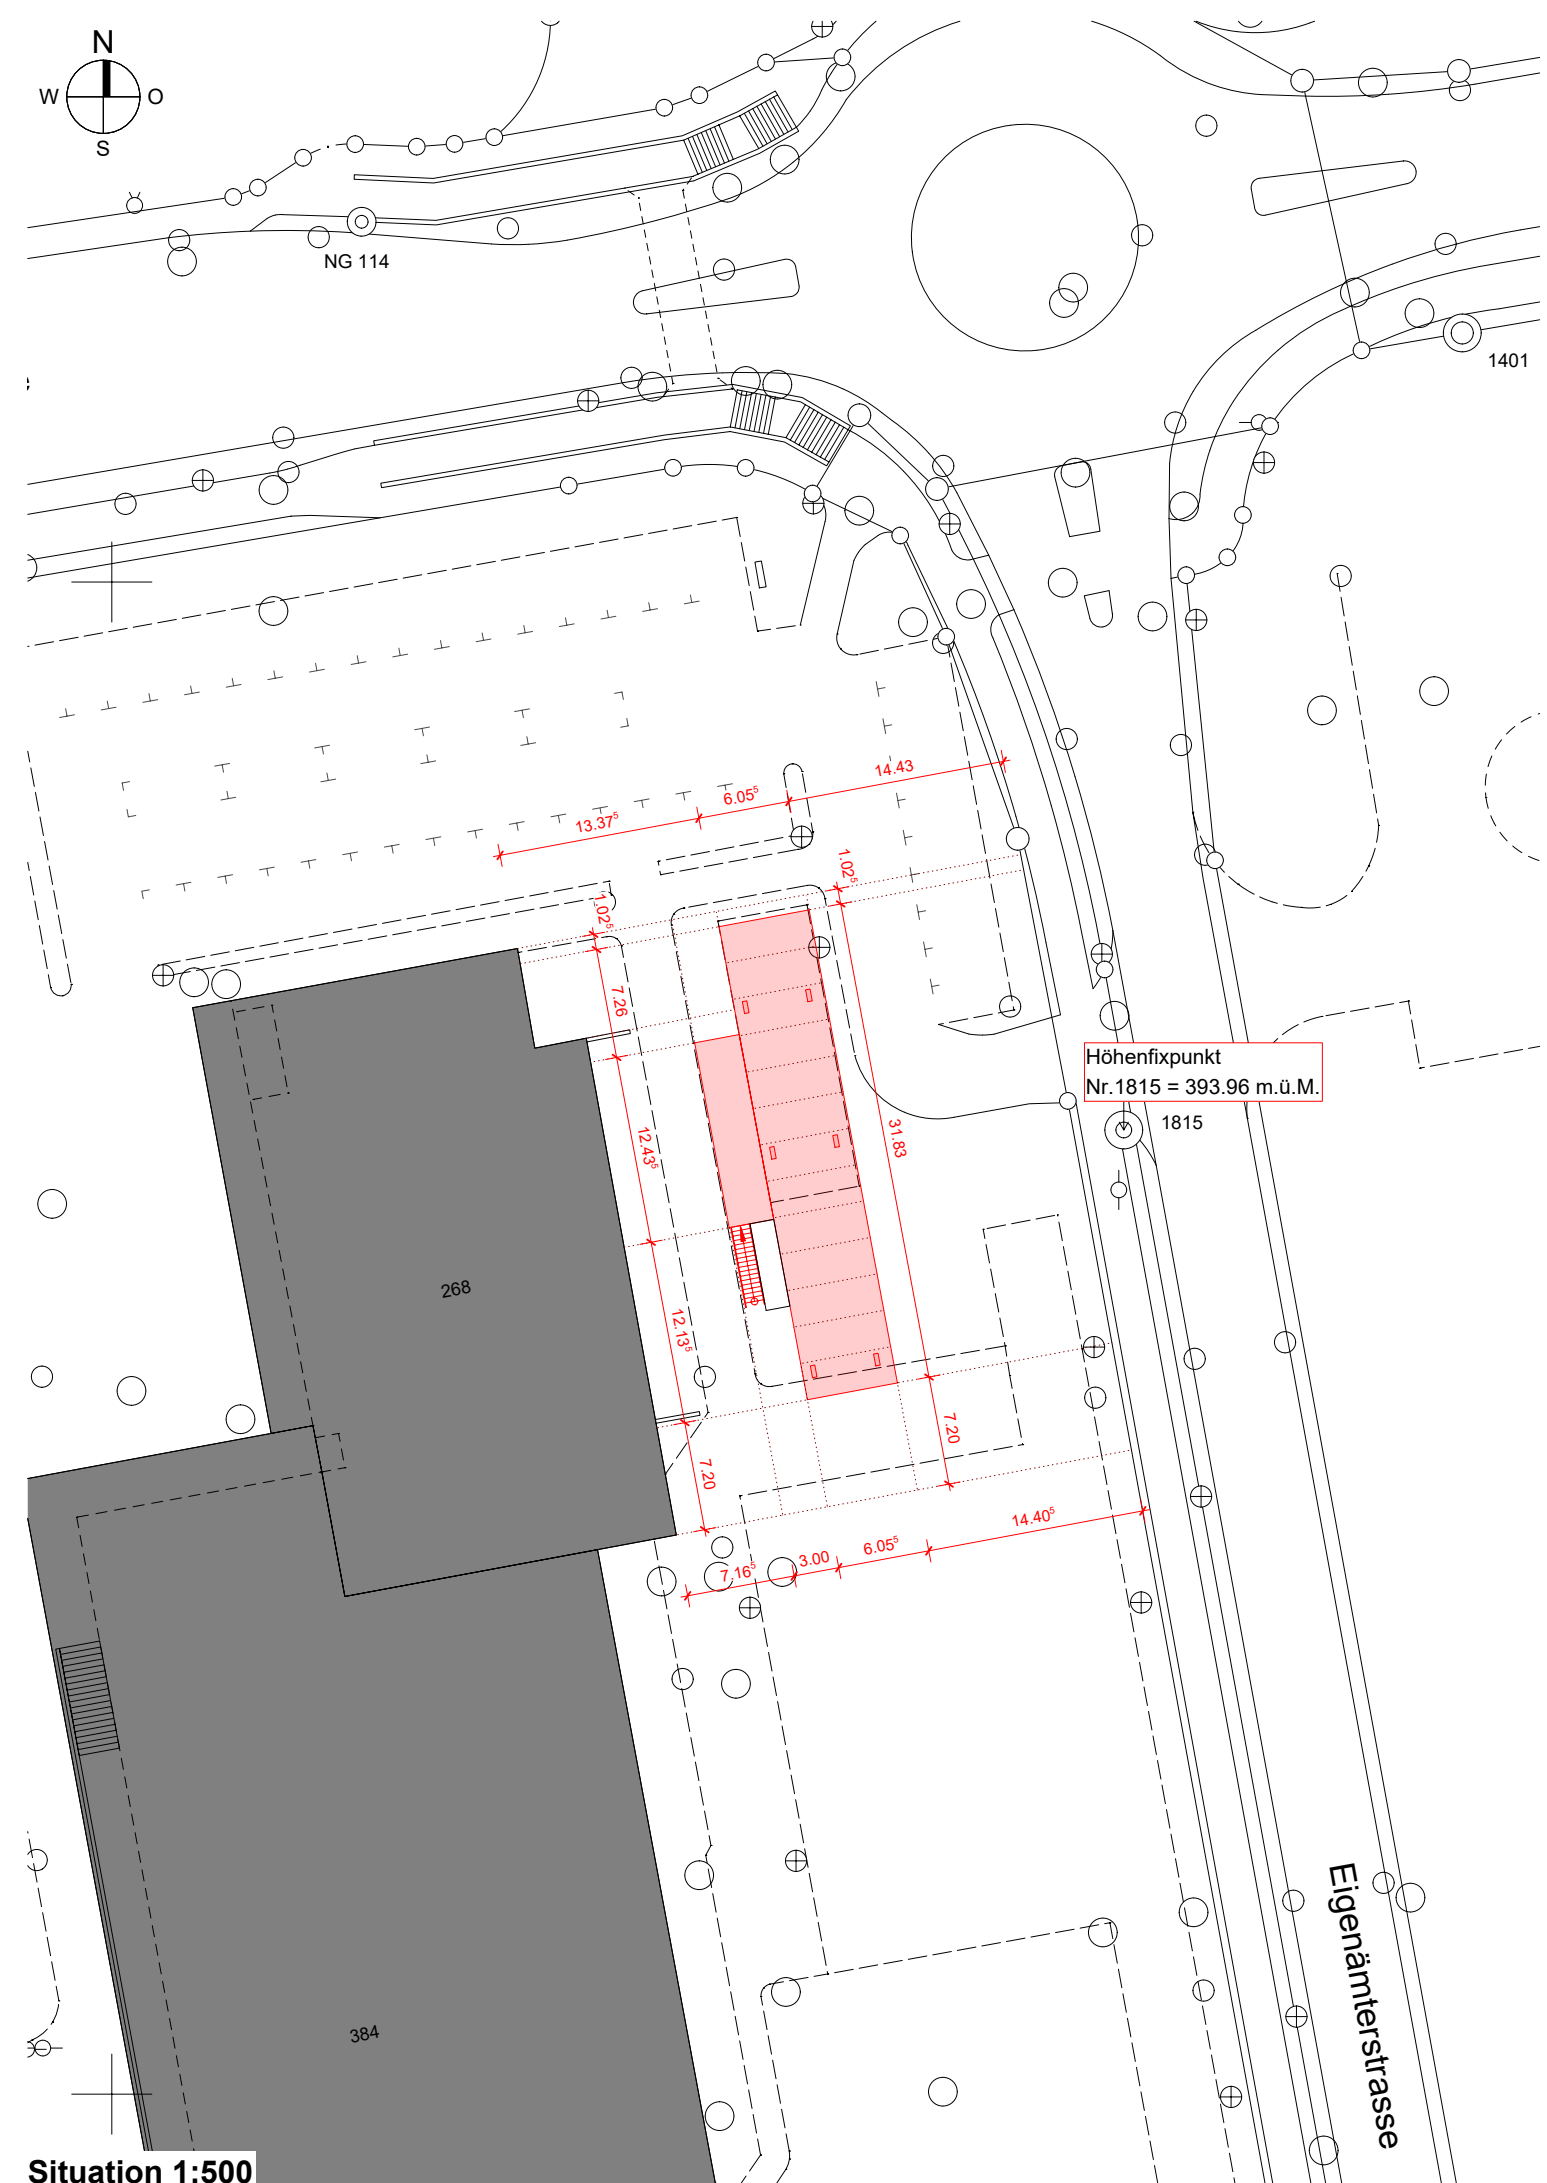 N
W O
S
NG 114
1401
14.43
6.05⁵
13.37⁵
1.02⁵
1.02⁵
7.26
Höhenfixpunkt
Nr.1815 = 393.96 m.ü.M.
1815
31.83
12.43⁵
268
12.13⁵
7.20
7.20
14.40⁵
6.05⁵
3.00
7.16⁵
Eigenämterstrasse
384
Situation 1:500